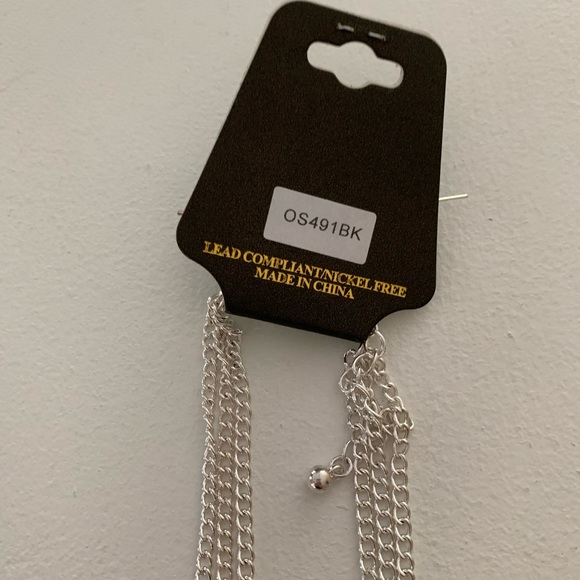 OS491BK
LEAD COMPLIANT/NICKEL FREE
MADE IN CHINA